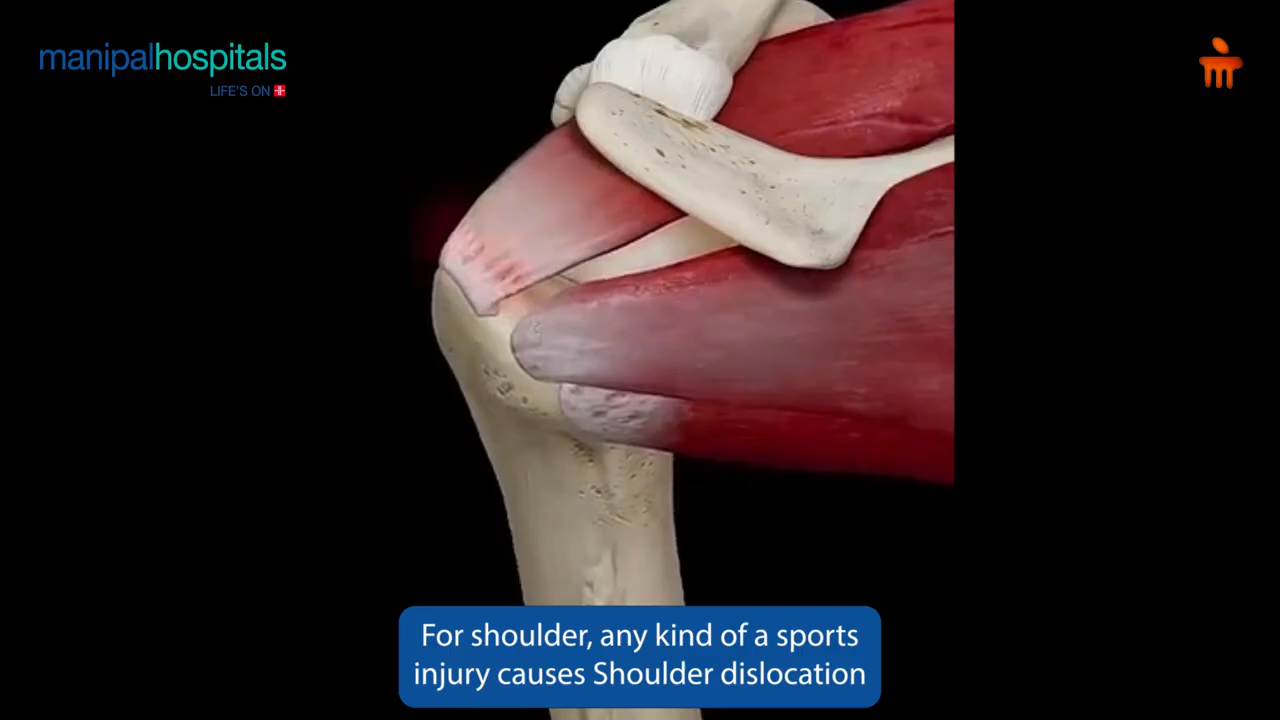 manipalhospitals
LIFE'S ON
For shoulder, any kind of a sports
injury causes Shoulder dislocation